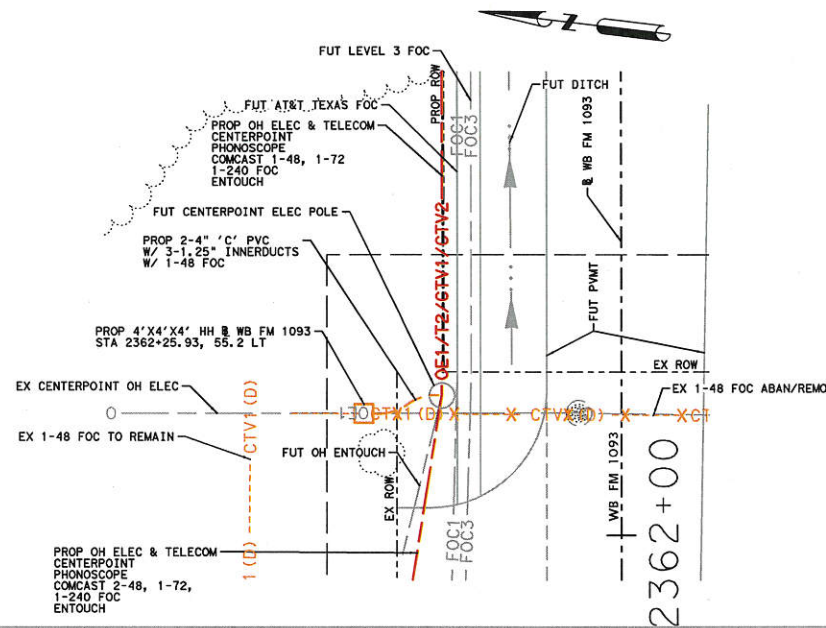 Z
FUT LEVEL 3 FOC
FUT DITCH
FUT AT&T TEXAS FOC
PROP ROW
PROP OH ELEC & TELECOM
CENTERPOINT
PHONOSCOPE
COMCAST 1-48, 1-72
1-240 FOC
ENTOUCH
FOC1
FOC3
℄ WB FM 1093
FUT CENTERPOINT ELEC POLE
OE1/T2/CTV1/CTV2
PROP 2-4" 'C' PVC
W/ 3-1.25" INNERDUCTS
W/ 1-48 FOC
FUT PVMT
PROP 4'X4'X4' HH ℄ WB FM 1093
STA 2362+25.93, 55.2 LT
EX ROW
EX CENTERPOINT OH ELEC
CTV1 (D)
EX 1-48 FOC ABAN/REMO
EX 1-48 FOC TO REMAIN
FUT OH ENTOUCH
EX ROW
WB FM 1093
2362+00
FOC1
FOC3
1 (D)
PROP OH ELEC & TELECOM
CENTERPOINT
PHONOSCOPE
COMCAST 2-48, 1-72,
1-240 FOC
ENTOUCH